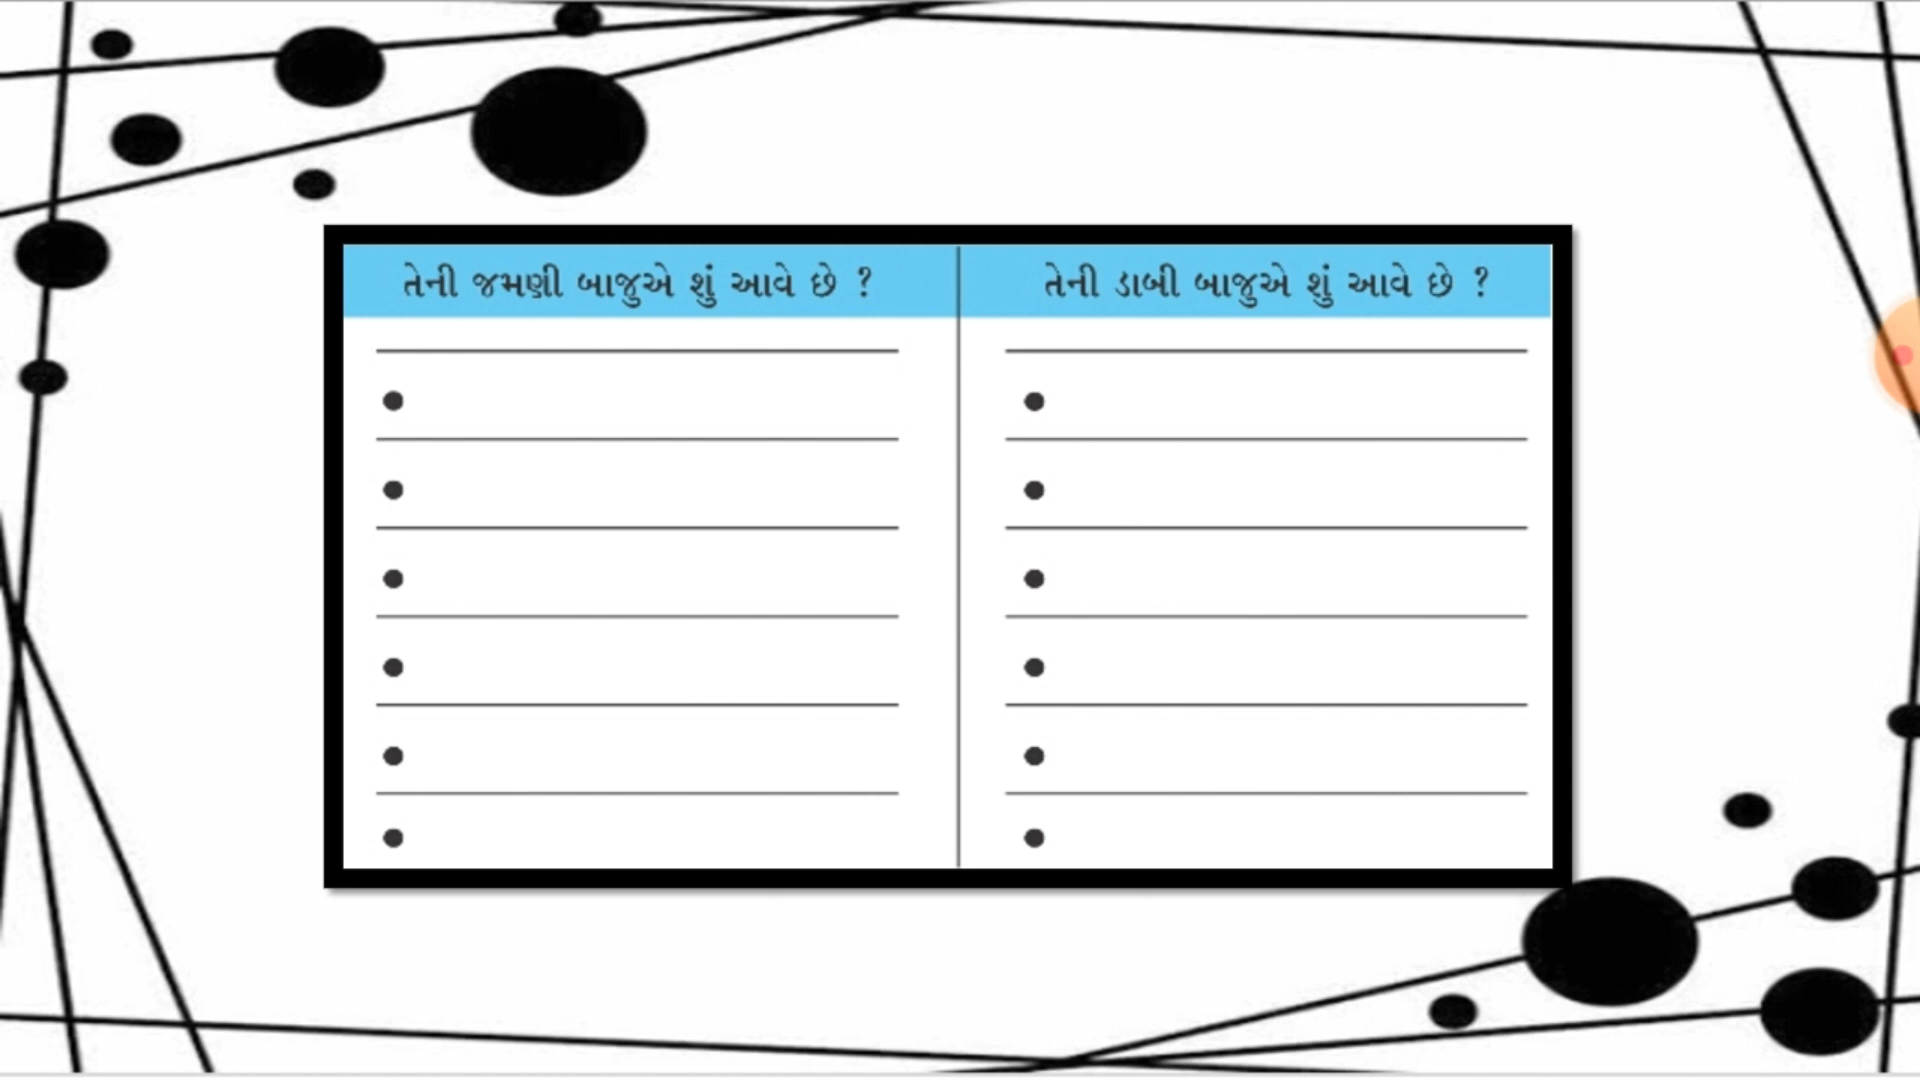 તેની જમણી બાજુએ શું આવે છે ?
તેની ડાબી બાજુએ શું આવે છે ?